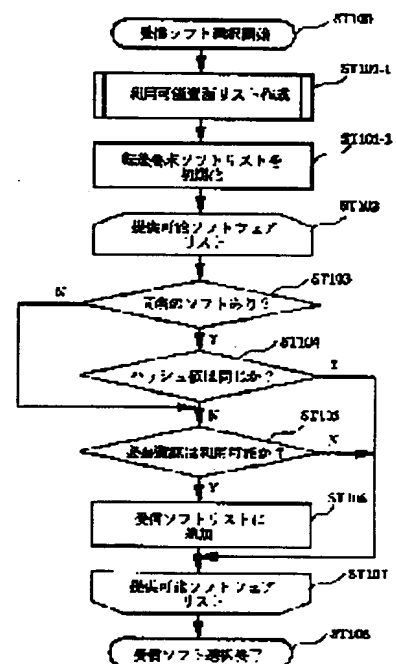 ST100
受信ソフト選択開始
ST101-1
利用可能資源リスト作成
ST101-2
ソフトリストを
初期化
ST102
提供可能ソフトウェア
リスト
ST103
同名のソフトあり?
N
Y
ST104
ハッシュ値は同じか?
Y
N
ST105
必要資源は利用可能か?
N
Y
ST106
受信ソフトリストに
追加
ST107
提供可能ソフトウェア
リスト
ST108
受信ソフト選択終了